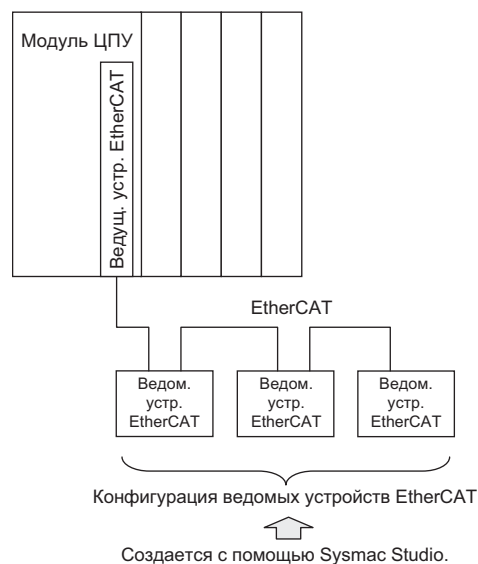 Модуль ЦПУ
Ведущ. устр. EtherCAT
EtherCAT
Ведом.
устр.
EtherCAT
Ведом.
устр.
EtherCAT
Ведом.
устр.
EtherCAT
Конфигурация ведомых устройств EtherCAT
Создается с помощью Sysmac Studio.